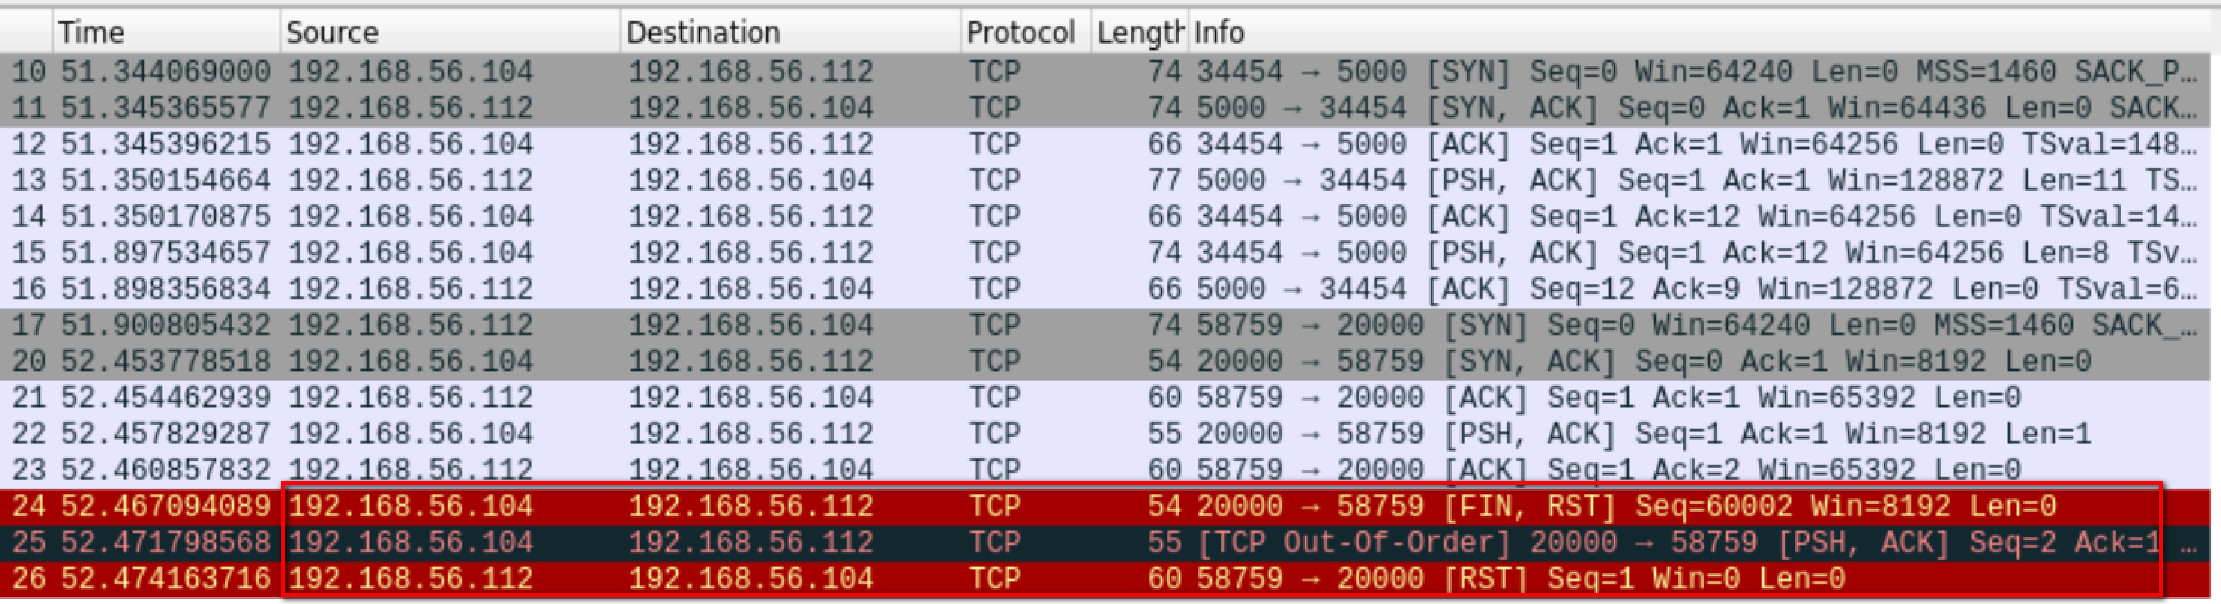 Time Source Destination Protocol Length Info
10 51.344069000 192.168.56.104 192.168.56.112 TCP 74 34454 → 5000 [SYN] Seq=0 Win=64240 Len=0 MSS=1460 SACK_P…
11 51.345365577 192.168.56.112 192.168.56.104 TCP 74 5000 → 34454 [SYN, ACK] Seq=0 Ack=1 Win=64436 Len=0 SACK…
12 51.345396215 192.168.56.104 192.168.56.112 TCP 66 34454 → 5000 [ACK] Seq=1 Ack=1 Win=64256 Len=0 TSval=148…
13 51.350154664 192.168.56.112 192.168.56.104 TCP 77 5000 → 34454 [PSH, ACK] Seq=1 Ack=1 Win=128872 Len=11 TS…
14 51.350170875 192.168.56.104 192.168.56.112 TCP 66 34454 → 5000 [ACK] Seq=1 Ack=12 Win=64256 Len=0 TSval=14…
15 51.897534657 192.168.56.104 192.168.56.112 TCP 74 34454 → 5000 [PSH, ACK] Seq=1 Ack=12 Win=64256 Len=8 TSv…
16 51.898356834 192.168.56.112 192.168.56.104 TCP 66 5000 → 34454 [ACK] Seq=12 Ack=9 Win=128872 Len=0 TSval=6…
17 51.900805432 192.168.56.112 192.168.56.104 TCP 74 58759 → 20000 [SYN] Seq=0 Win=64240 Len=0 MSS=1460 SACK_…
20 52.453778518 192.168.56.104 192.168.56.112 TCP 54 20000 → 58759 [SYN, ACK] Seq=0 Ack=1 Win=8192 Len=0
21 52.454462939 192.168.56.112 192.168.56.104 TCP 60 58759 → 20000 [ACK] Seq=1 Ack=1 Win=65392 Len=0
22 52.457829287 192.168.56.104 192.168.56.112 TCP 55 20000 → 58759 [PSH, ACK] Seq=1 Ack=1 Win=8192 Len=1
23 52.460857832 192.168.56.112 192.168.56.104 TCP 60 58759 → 20000 [ACK] Seq=1 Ack=2 Win=65392 Len=0
24 52.467094089 192.168.56.104 192.168.56.112 TCP 54 20000 → 58759 [FIN, RST] Seq=60002 Win=8192 Len=0
25 52.471798568 192.168.56.104 192.168.56.112 TCP 55 [TCP Out-Of-Order] 20000 → 58759 [PSH, ACK] Seq=2 Ack=1 …
26 52.474163716 192.168.56.112 192.168.56.104 TCP 60 58759 → 20000 [RST] Seq=1 Win=0 Len=0